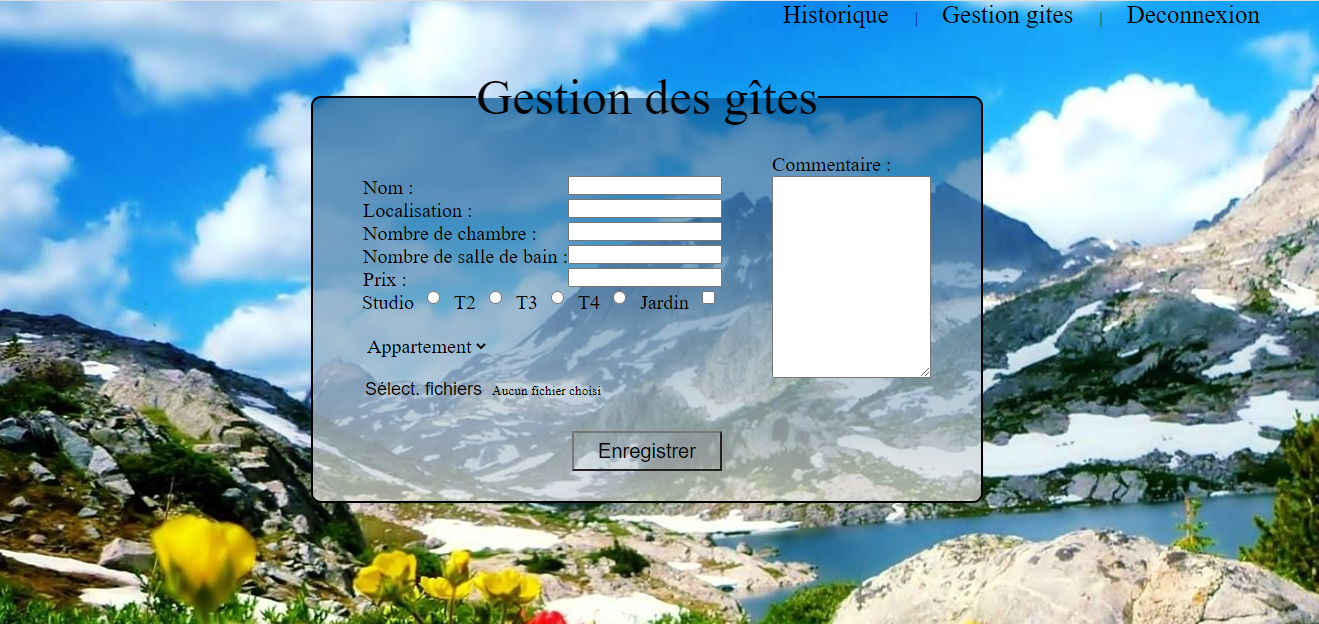 Historique | Gestion gites | Deconnexion
Gestion des gîtes
Nom :
Localisation :
Nombre de chambre :
Nombre de salle de bain :
Prix :
Studio T2 T3 T4 Jardin
Appartement
Sélect. fichiers Aucun fichier choisi
Commentaire :
Enregistrer